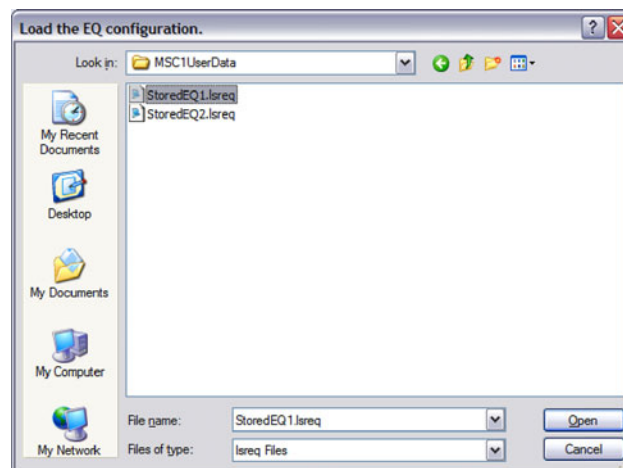 Load the EQ configuration.
Look in:
MSC1UserData
StoredEQ1.lsreq
StoredEQ2.lsreq
My Recent
Documents
Desktop
My Documents
My Computer
My Network
File name:
StoredEQ1.lsreq
Open
Files of type:
lsreq Files
Cancel